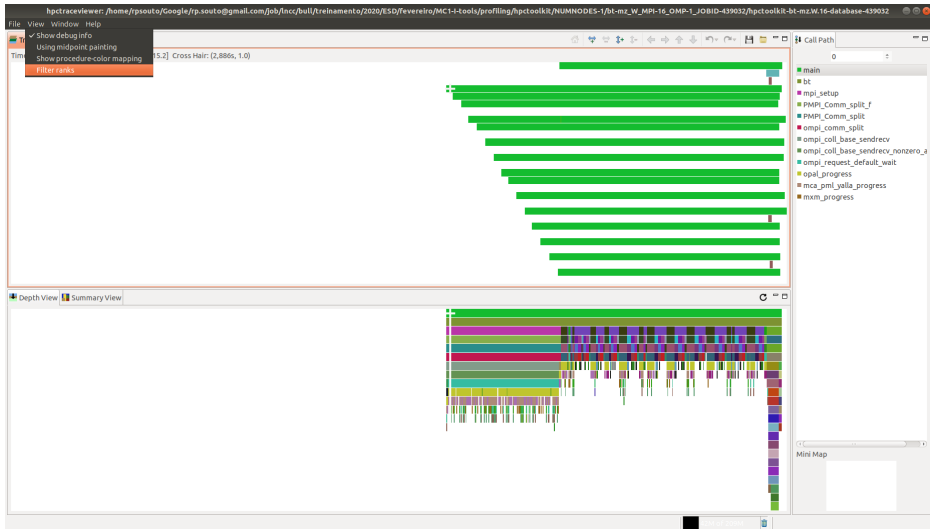 hpctraceviewer: /home/rpsouto/Google/rp.souto@gmail.com/job/lncc/bull/treinamento/2020/ESD/fevereiro/MC1-I-tools/profiling/hpctoolkit/NUMNODES-1/bt-mz_W_MPI-16_OMP-1_JOBID-439032/hpctoolkit-bt-mz.W.16-database-439032
File View Window Help
✓ Show debug info
Using midpoint painting
Show procedure-color mapping
Filter ranks
15.2] Cross Hair: (2,886s, 1.0)
Depth View Summary View
Call Path
0
main
bt
mpi_setup
PMPI_Comm_split_f
PMPI_Comm_split
ompi_comm_split
ompi_coll_base_sendrecv
ompi_coll_base_sendrecv_nonzero_a
ompi_request_default_wait
opal_progress
mca_pml_yalla_progress
mxm_progress
Mini Map